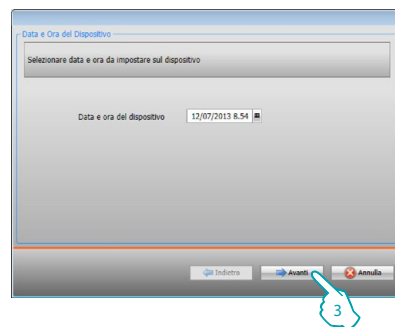 Data e Ora del Dispositivo
Selezionare data e ora da impostare sul dispositivo
Data e ora del dispositivo 12/07/2013 8.54
Indietro Avanti Annulla
3